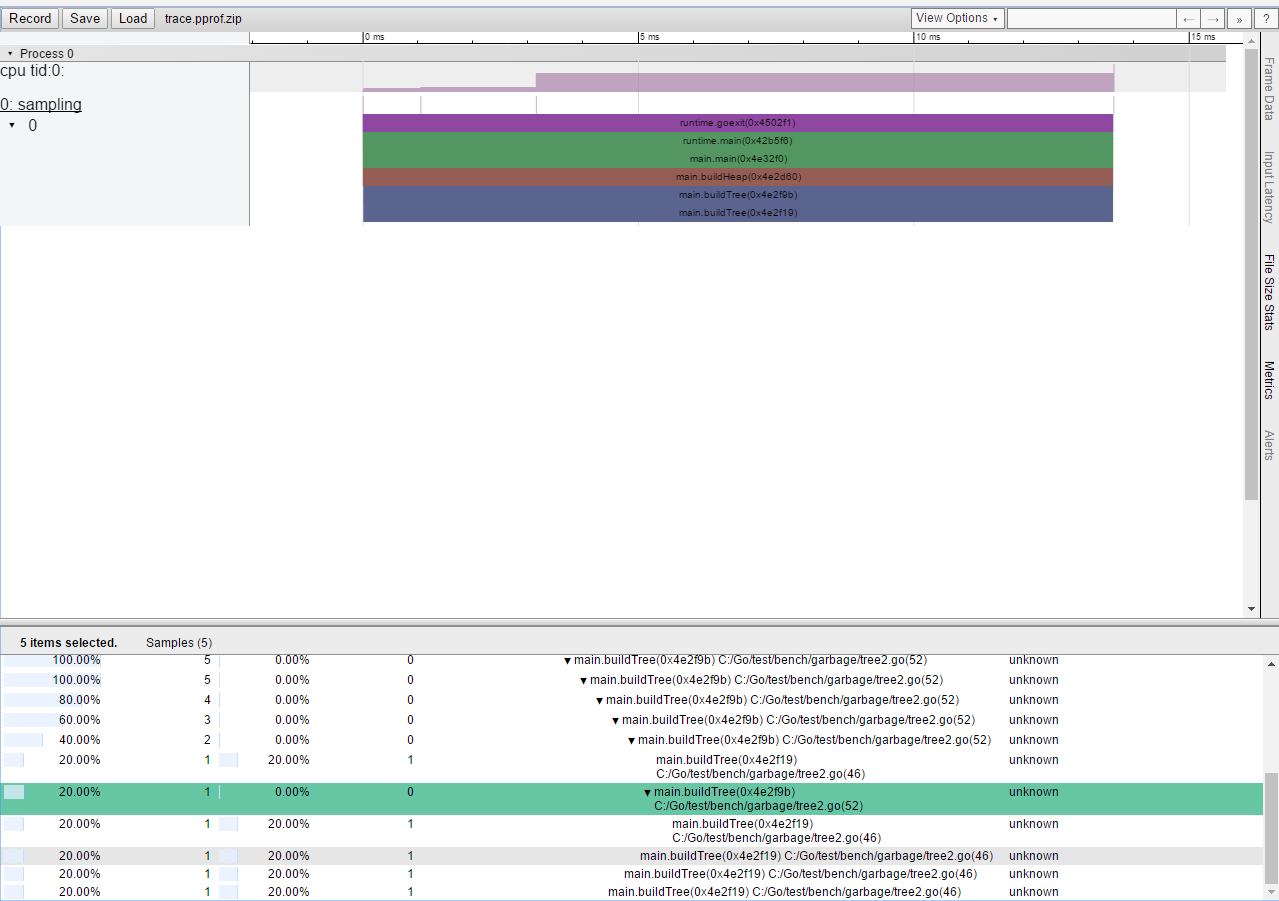 Record Save Load trace.pprof.zip View Options ▾ ← → » ?
0 ms 5 ms 10 ms 15 ms
▾ Process 0
cpu tid:0:
0: sampling
▼ 0
runtime.goexit(0x4502f1)
runtime.main(0x42b5f6)
main.main(0x4e32f0)
main.buildHeap(0x4e2d60)
main.buildTree(0x4e2f9b)
main.buildTree(0x4e2f19)
Frame Data
Input Latency
File Size Stats
Metrics
Alerts
5 items selected. Samples (5)
100.00% 5 0.00% 0 ▼ main.buildTree(0x4e2f9b) C:/Go/test/bench/garbage/tree2.go(52) unknown
100.00% 5 0.00% 0 ▼ main.buildTree(0x4e2f9b) C:/Go/test/bench/garbage/tree2.go(52) unknown
80.00% 4 0.00% 0 ▼ main.buildTree(0x4e2f9b) C:/Go/test/bench/garbage/tree2.go(52) unknown
60.00% 3 0.00% 0 ▼ main.buildTree(0x4e2f9b) C:/Go/test/bench/garbage/tree2.go(52) unknown
40.00% 2 0.00% 0 ▼ main.buildTree(0x4e2f9b) C:/Go/test/bench/garbage/tree2.go(52) unknown
20.00% 1 20.00% 1 main.buildTree(0x4e2f19) unknown
C:/Go/test/bench/garbage/tree2.go(46)
20.00% 1 0.00% 0 ▼ main.buildTree(0x4e2f9b) unknown
C:/Go/test/bench/garbage/tree2.go(52)
20.00% 1 20.00% 1 main.buildTree(0x4e2f19) unknown
C:/Go/test/bench/garbage/tree2.go(46)
20.00% 1 20.00% 1 main.buildTree(0x4e2f19) C:/Go/test/bench/garbage/tree2.go(46) unknown
20.00% 1 20.00% 1 main.buildTree(0x4e2f19) C:/Go/test/bench/garbage/tree2.go(46) unknown
20.00% 1 20.00% 1 main.buildTree(0x4e2f19) C:/Go/test/bench/garbage/tree2.go(46) unknown